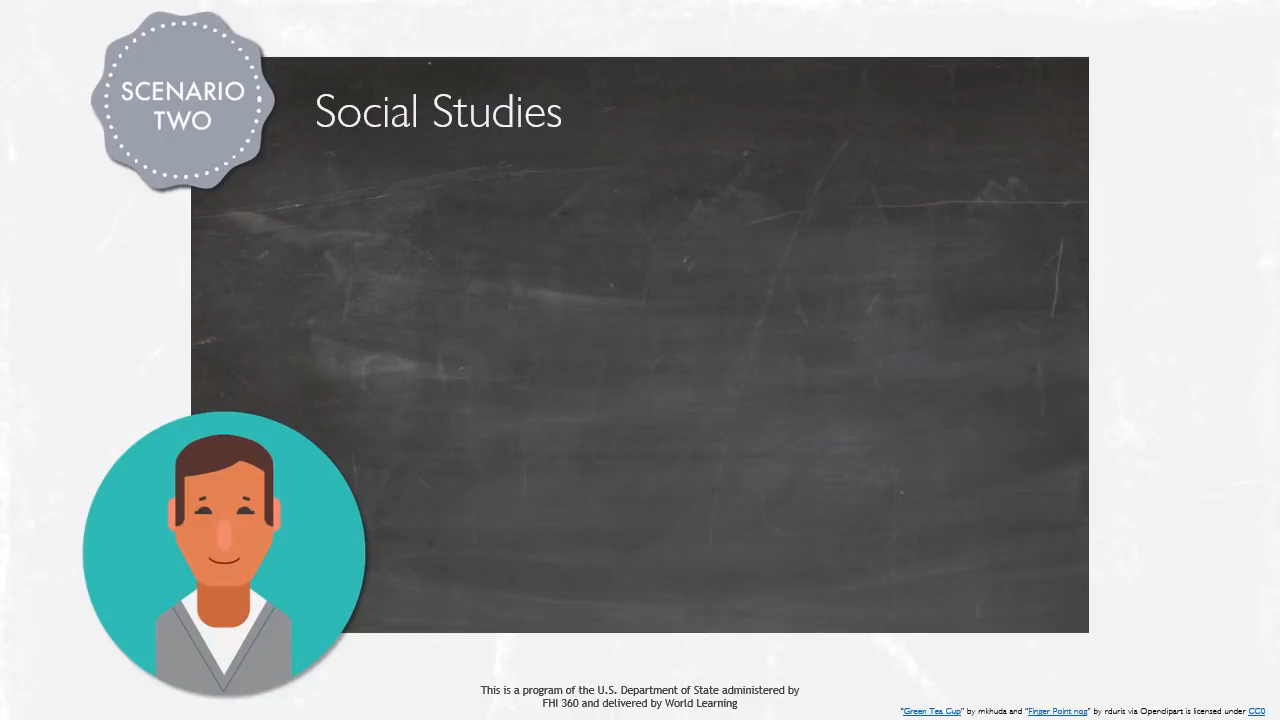 SCENARIO
TWO
Social Studies
This is a program of the U.S. Department of State administered by
FHI 360 and delivered by World Learning
"Green Tea Cup" by mkhuda and "Finger Point nag" by rduris via Openclipart is licensed under CC0